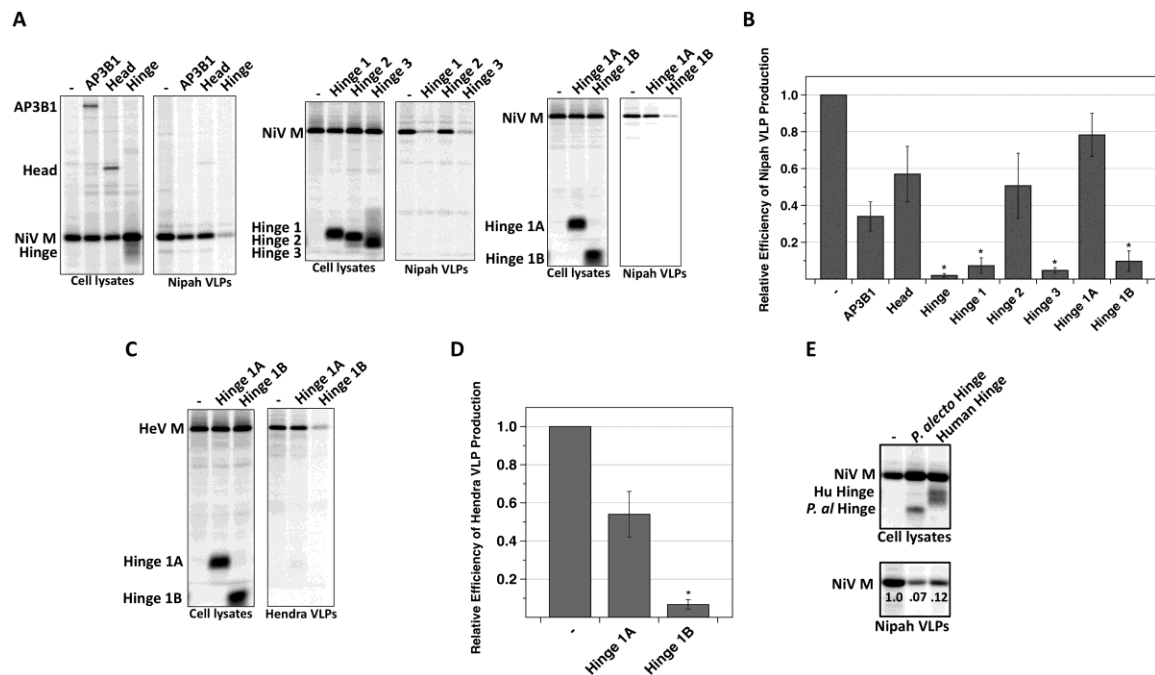 A
- AP3B1 Head Hinge
- AP3B1 Head Hinge
AP3B1
Head
NiV M
Hinge
Cell lysates
Nipah VLPs
- Hinge 1 Hinge 2 Hinge 3
- Hinge 1 Hinge 2 Hinge 3
NiV M
Hinge 1
Hinge 2
Hinge 3
Cell lysates
Nipah VLPs
- Hinge 1A Hinge 1B
- Hinge 1A Hinge 1B
NiV M
Hinge 1A
Hinge 1B
Cell lysates
Nipah VLPs
B
Relative Efficiency of Nipah VLP Production
1.0
0.8
0.6
0.4
0.2
* * * *
- AP3B1 Head Hinge Hinge 1 Hinge 2 Hinge 3 Hinge 1A Hinge 1B
C
- Hinge 1A Hinge 1B
- Hinge 1A Hinge 1B
HeV M
Hinge 1A
Hinge 1B
Cell lysates
Hendra VLPs
D
Relative Efficiency of Hendra VLP Production
1.0
0.8
0.6
0.4
0.2
*
- Hinge 1A Hinge 1B
E
- P. alecto Hinge Human Hinge
NiV M
Hu Hinge
P. al Hinge
Cell lysates
NiV M
1.0 .07 .12
Nipah VLPs